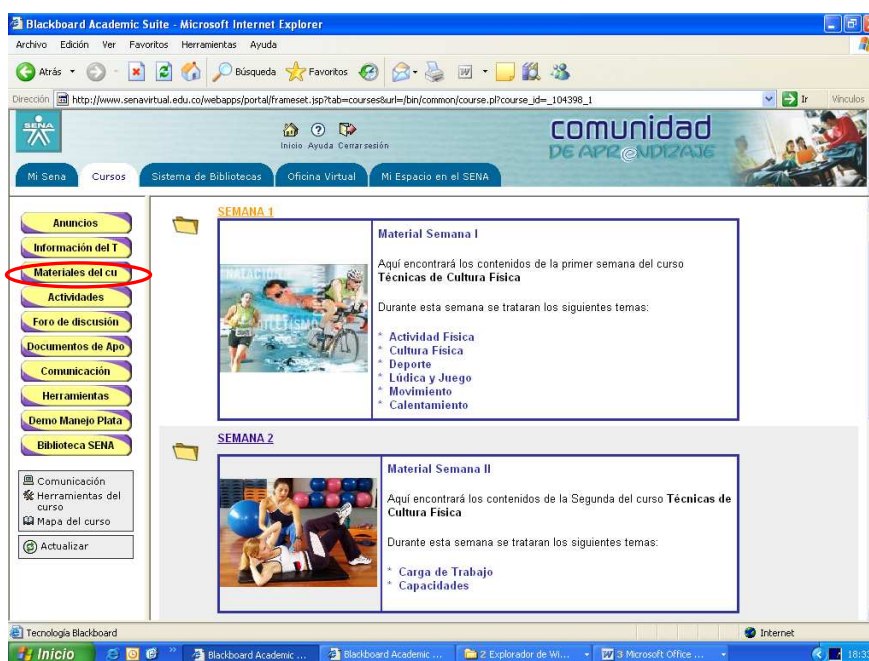 Blackboard Academic Suite - Microsoft Internet Explorer
Archivo Edición Ver Favoritos Herramientas Ayuda
Atrás Búsqueda Favoritos
Dirección http://www.senavirtual.edu.co/webapps/portal/frameset.jsp?tab=courses&url=/bin/common/course.pl?course_id=_104398_1 Ir Vínculos
SENA
Inicio Ayuda Cerrar sesión
comunidad
DE APR@NDIZAJE
Mi Sena Cursos Sistema de Bibliotecas Oficina Virtual Mi Espacio en el SENA
Anuncios
Información del T
Materiales del cu
Actividades
Foro de discusión
Documentos de Apo
Comunicación
Herramientas
Demo Manejo Plata
Biblioteca SENA
Comunicación
Herramientas del
curso
Mapa del curso
Actualizar
SEMANA 1
NATACION
ATLETISMO
Material Semana I
Aquí encontrará los contenidos de la primer semana del curso
Técnicas de Cultura Física
Durante esta semana se trataran los siguientes temas:
* Actividad Física
* Cultura Física
* Deporte
* Lúdica y Juego
* Movimiento
* Calentamiento
SEMANA 2
Material Semana II
Aquí encontrará los contenidos de la Segunda del curso Técnicas de
Cultura Física
Durante esta semana se trataran los siguientes temas:
* Carga de Trabajo
* Capacidades
Tecnología Blackboard Internet
Inicio Blackboard Academic ... Blackboard Academic ... 2 Explorador de Wi... 3 Microsoft Office ...